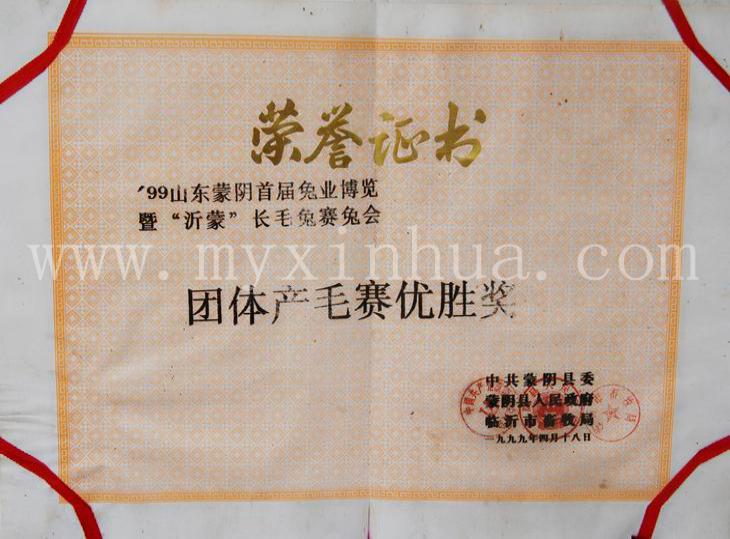 荣誉证书
'99山东蒙阴首届兔业博览
暨“沂蒙”长毛兔赛兔会
www.myxinhua.com
团体产毛赛优胜奖
中共蒙阴县委
蒙阴县人民政府
临沂市畜牧局
一九九九年四月十八日